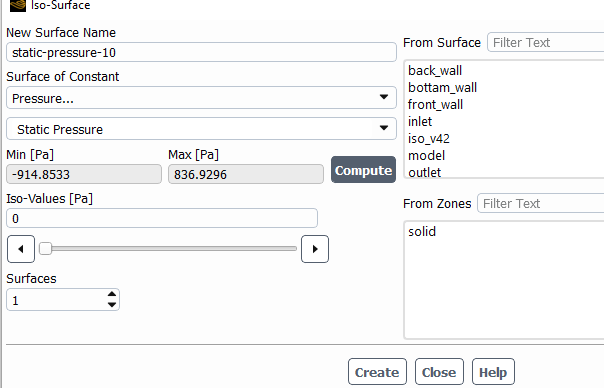 Iso-Surface
New Surface Name
static-pressure-10
Surface of Constant
Pressure...
Static Pressure
Min [Pa]
Max [Pa]
-914.8533
836.9296
Compute
Iso-Values [Pa]
0
Surfaces
1
From Surface
Filter Text
back_wall
bottam_wall
front_wall
inlet
iso_v42
model
outlet
From Zones
Filter Text
solid
Create
Close
Help